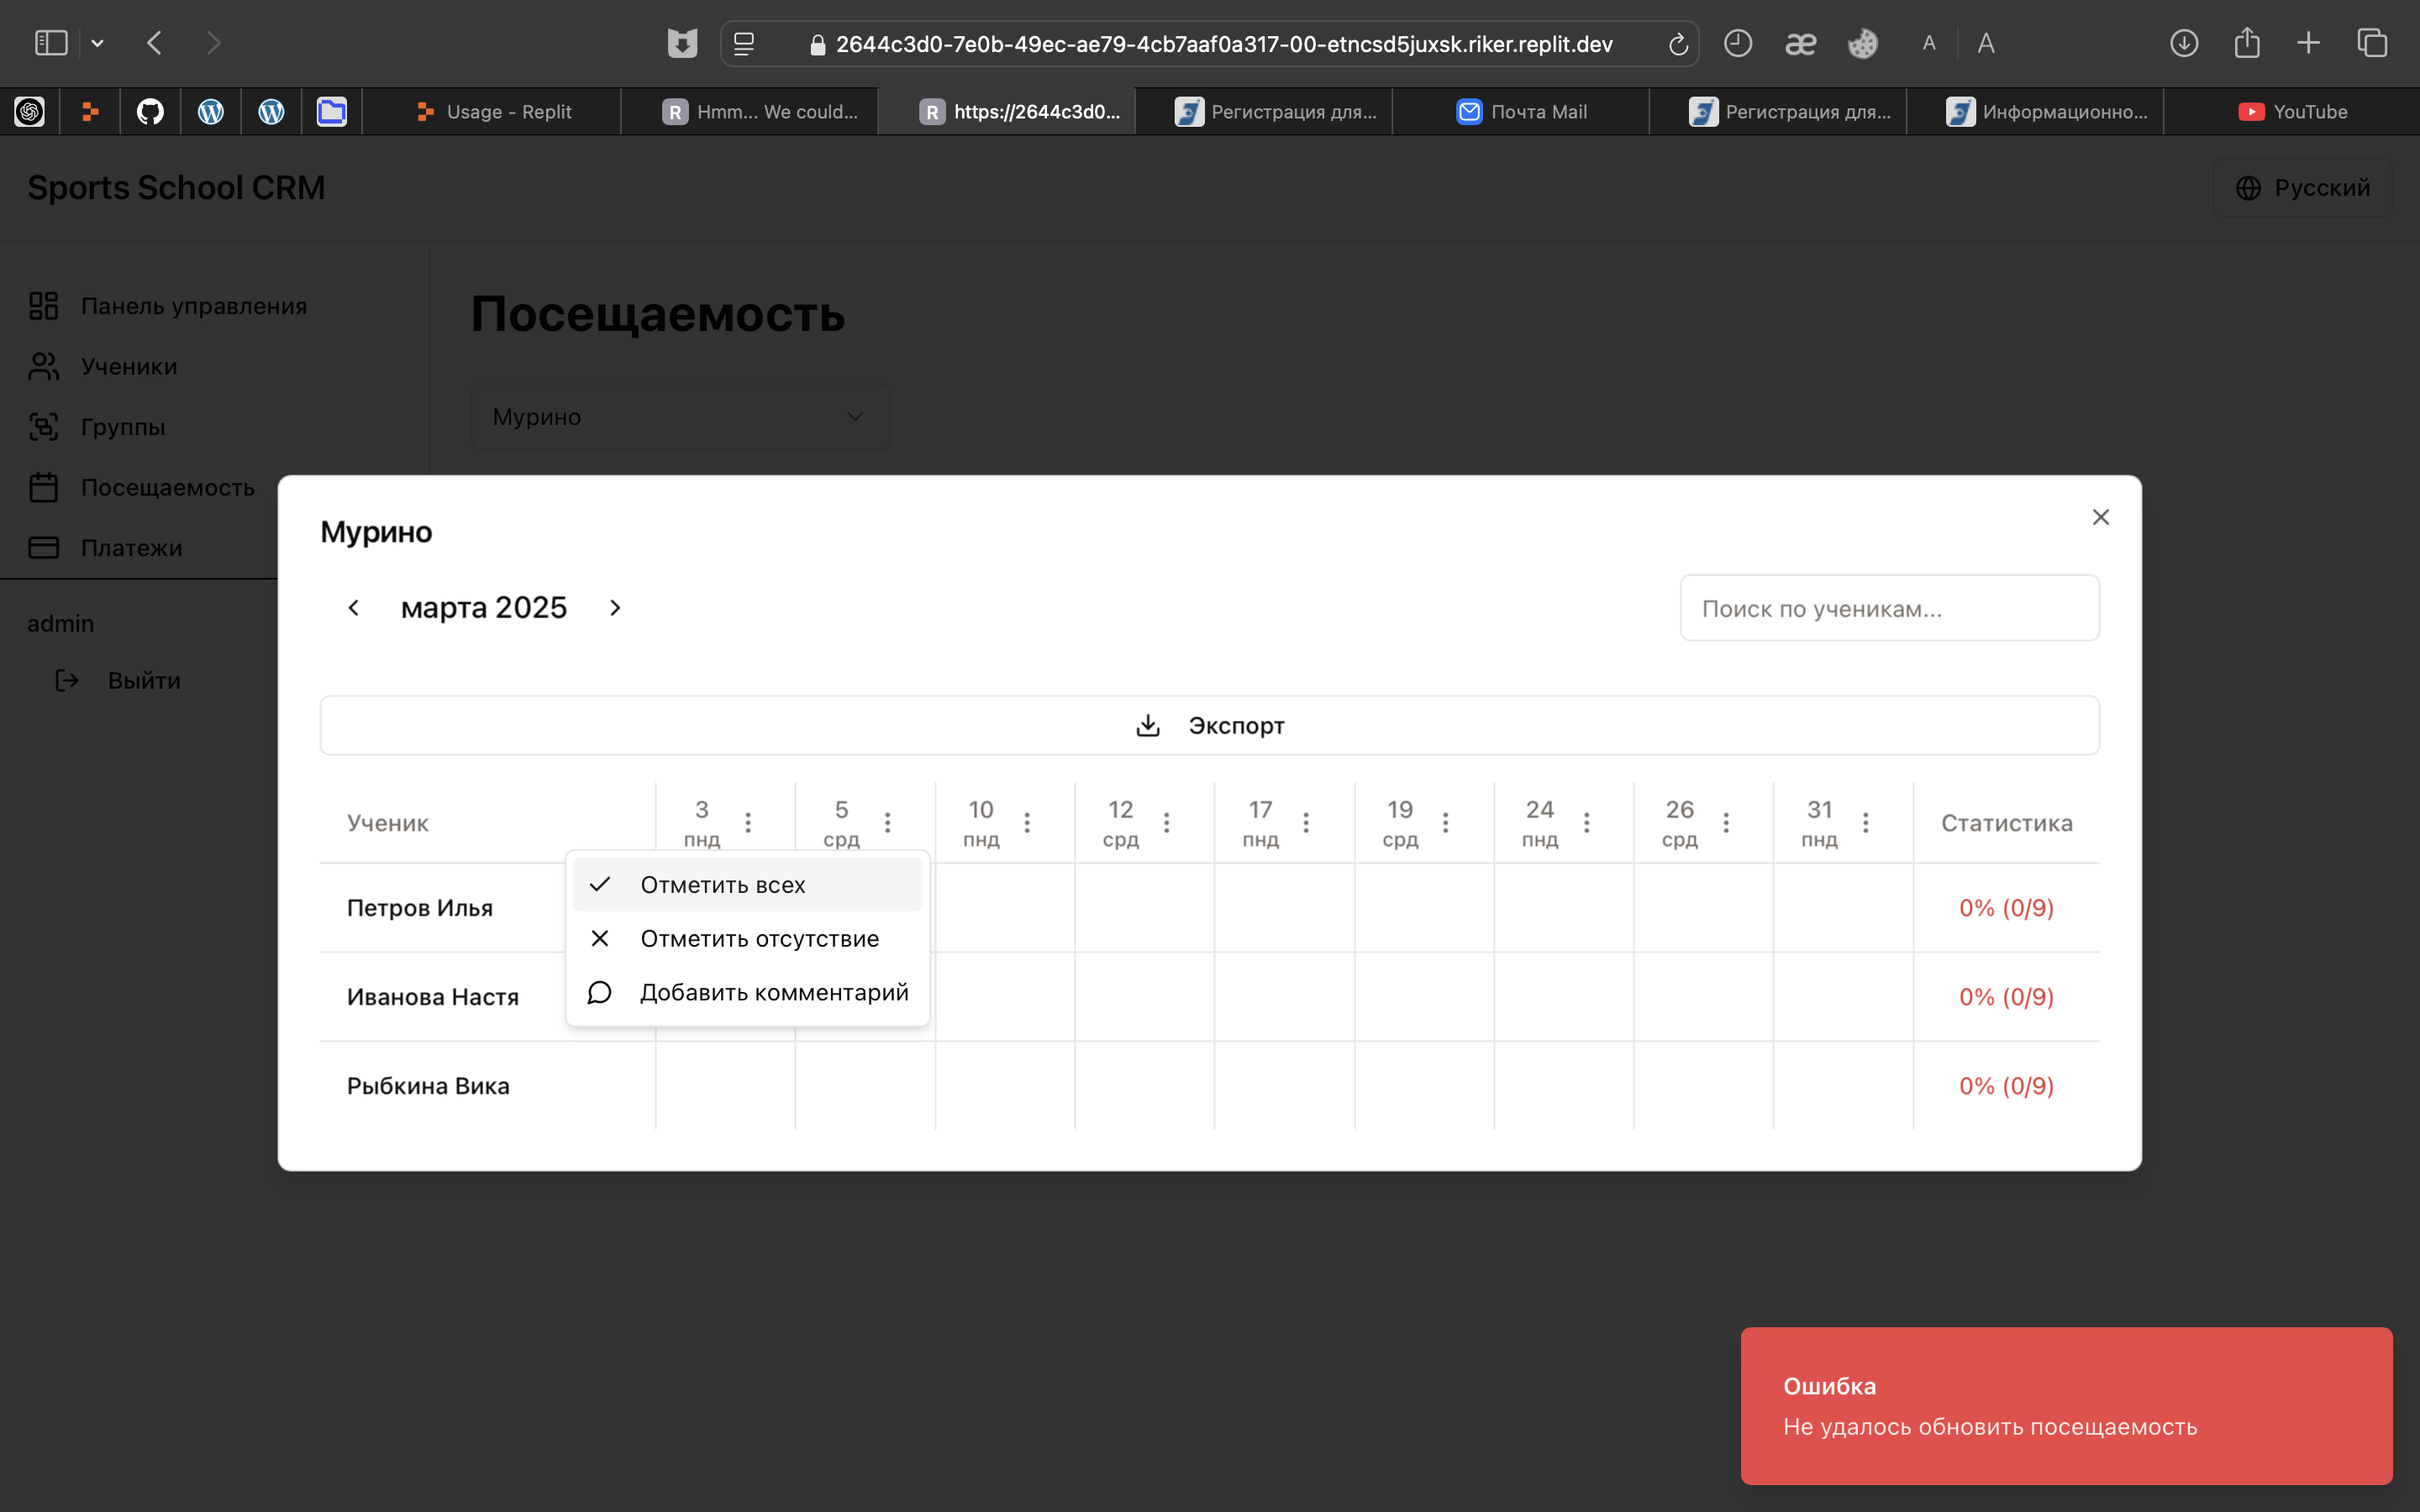 2644c3d0-7e0b-49ec-ae79-4cb7aaf0a317-00-etncsd5juxsk.riker.replit.dev
A A
Usage - Replit
R Hmm... We could...
R https://2644c3d0...
Регистрация для...
Почта Mail
Регистрация для...
Информационно...
YouTube
Sports School CRM
Русский
Панель управления
Ученики
Группы
Посещаемость
Платежи
admin
Выйти
Посещаемость
Мурино
Мурино
марта 2025
Поиск по ученикам...
Экспорт
Ученик 3 5 10 12 17 19 24 26 31 Статистика
пнд срд пнд срд пнд срд пнд срд пнд
Отметить всех
Отметить отсутствие
Добавить комментарий
Петров Илья 0% (0/9)
Иванова Настя 0% (0/9)
Рыбкина Вика 0% (0/9)
Ошибка
Не удалось обновить посещаемость